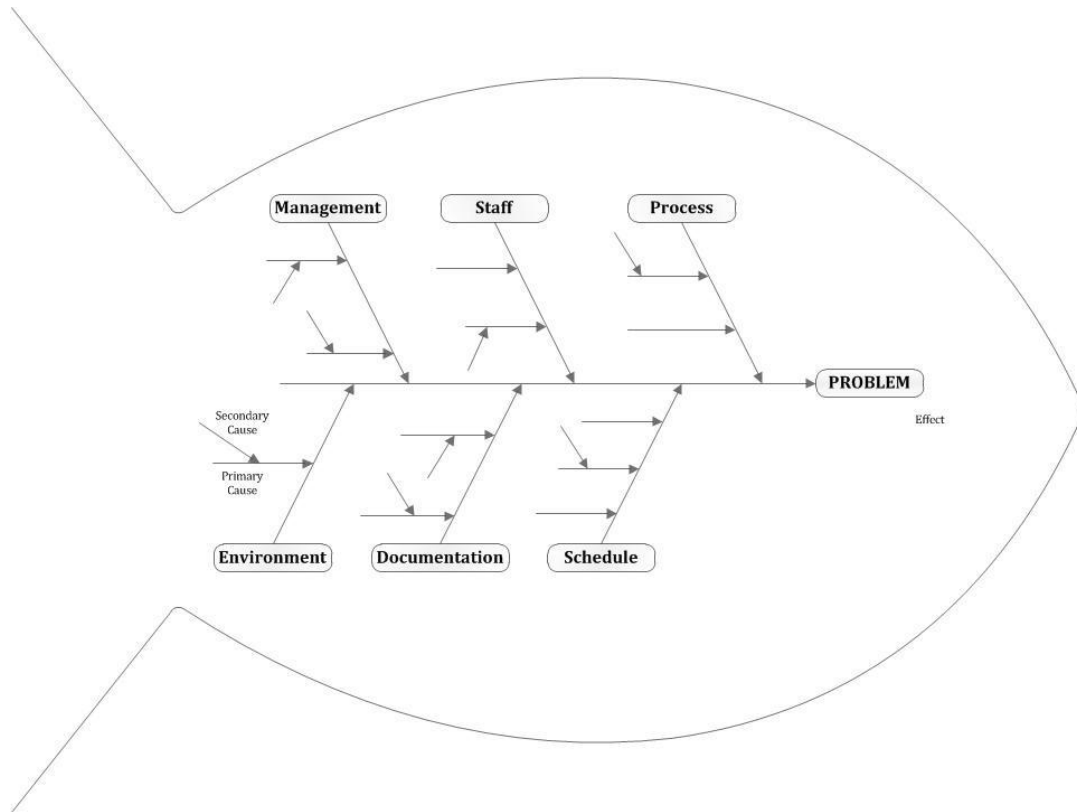 Management
Staff
Process
PROBLEM
Effect
Secondary
Cause
Primary
Cause
Environment
Documentation
Schedule